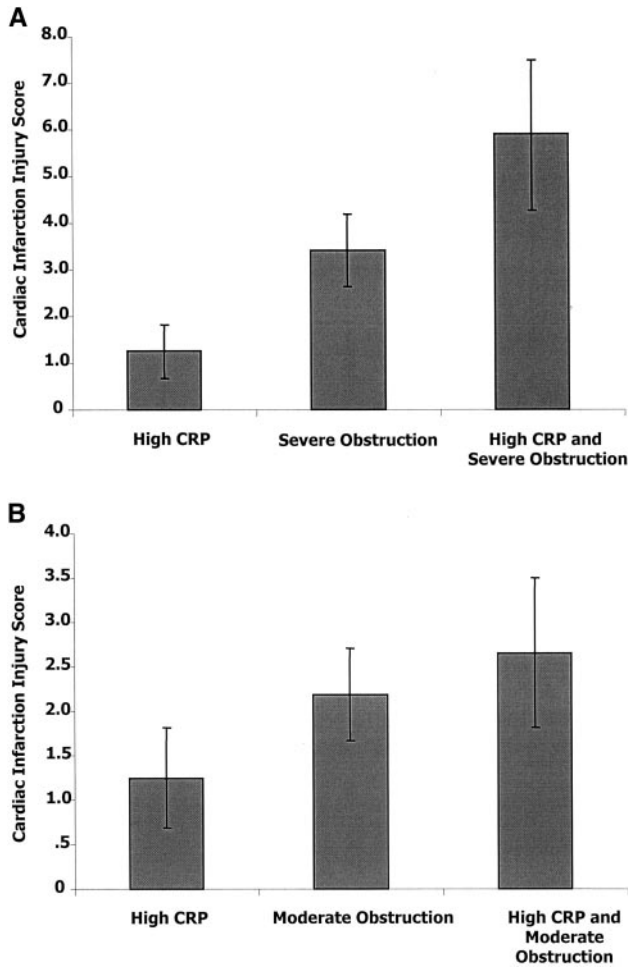 A
Cardiac Infarction Injury Score
8.0
7.0
6.0
5.0
4.0
3.0
2.0
1.0
0
High CRP
Severe Obstruction
High CRP and
Severe Obstruction
B
Cardiac Infarction Injury Score
4.0
3.5
3.0
2.5
2.0
1.5
1.0
.5
0
High CRP
Moderate Obstruction
High CRP and
Moderate
Obstruction